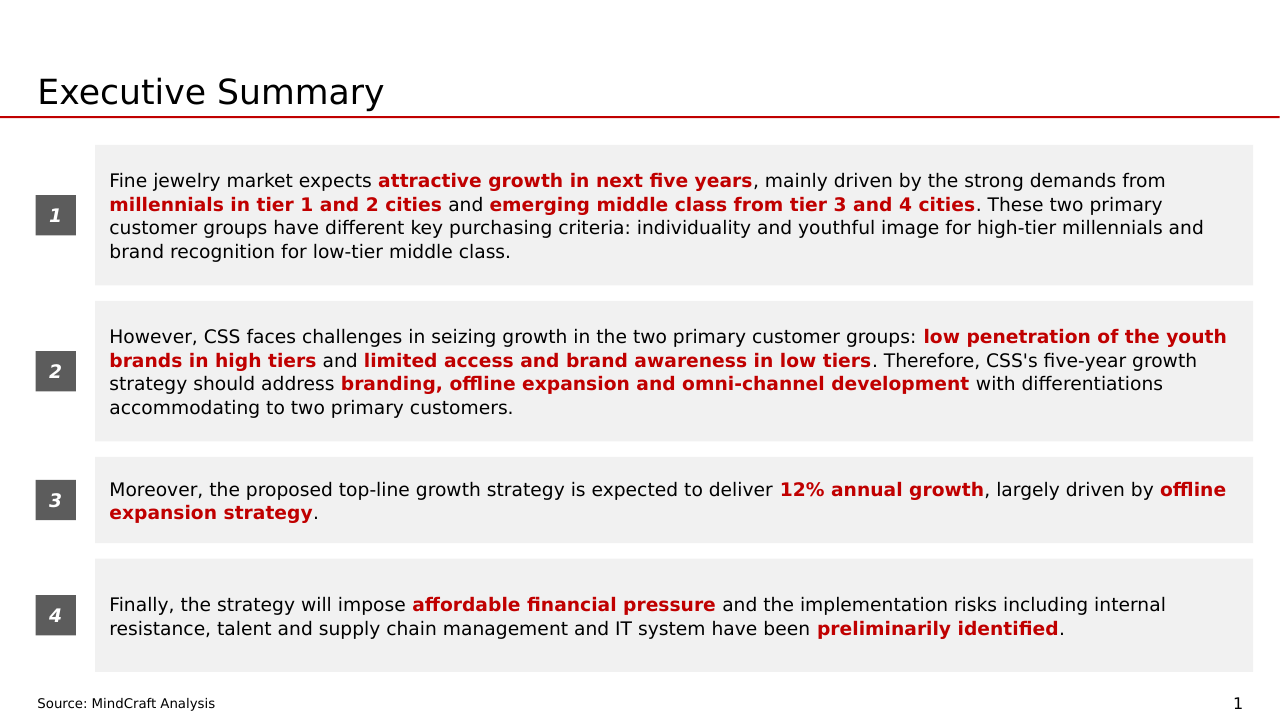 Executive Summary
1
Fine jewelry market expects attractive growth in next five years, mainly driven by the strong demands from
millennials in tier 1 and 2 cities and emerging middle class from tier 3 and 4 cities. These two primary
customer groups have different key purchasing criteria: individuality and youthful image for high-tier millennials and
brand recognition for low-tier middle class.
2
However, CSS faces challenges in seizing growth in the two primary customer groups: low penetration of the youth
brands in high tiers and limited access and brand awareness in low tiers. Therefore, CSS's five-year growth
strategy should address branding, offline expansion and omni-channel development with differentiations
accommodating to two primary customers.
3
Moreover, the proposed top-line growth strategy is expected to deliver 12% annual growth, largely driven by offline
expansion strategy.
4
Finally, the strategy will impose affordable financial pressure and the implementation risks including internal
resistance, talent and supply chain management and IT system have been preliminarily identified.
Source: MindCraft Analysis
1